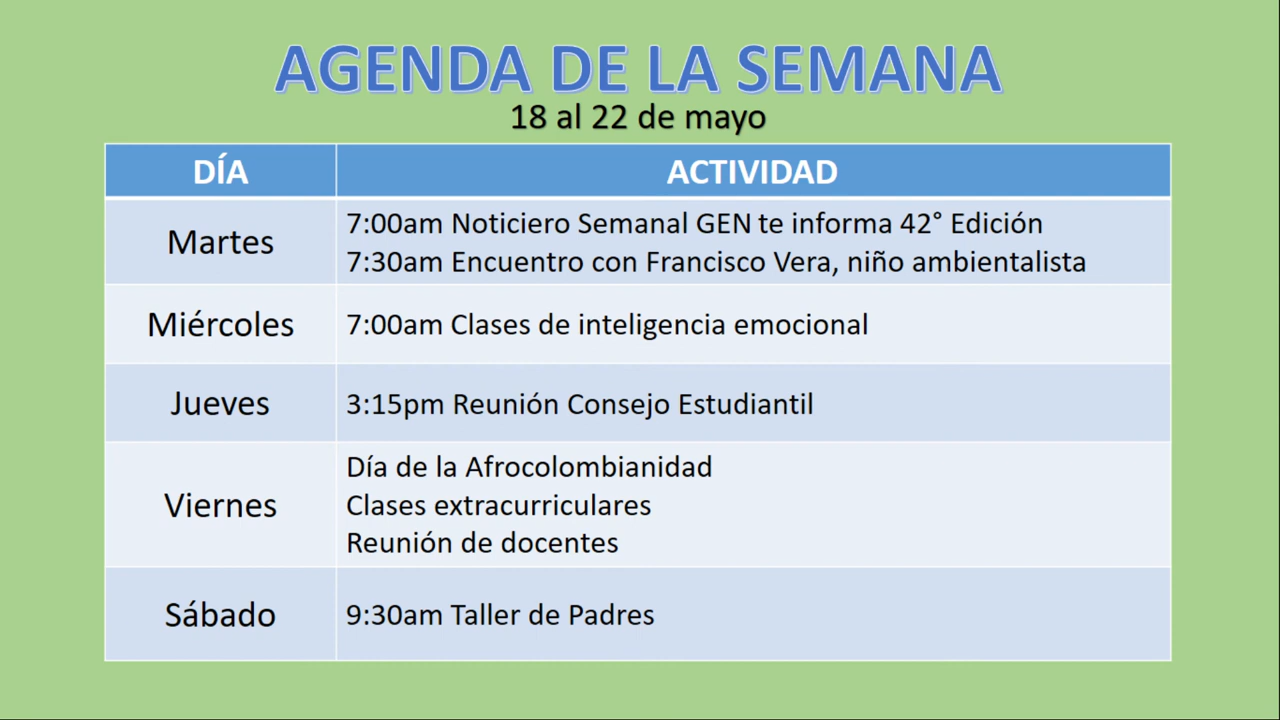 AGENDA DE LA SEMANA
18 al 22 de mayo
DÍA ACTIVIDAD
Martes
7:00am Noticiero Semanal GEN te informa 42° Edición
7:30am Encuentro con Francisco Vera, niño ambientalista
Miércoles
7:00am Clases de inteligencia emocional
Jueves
3:15pm Reunión Consejo Estudiantil
Viernes
Día de la Afrocolombianidad
Clases extracurriculares
Reunión de docentes
Sábado
9:30am Taller de Padres